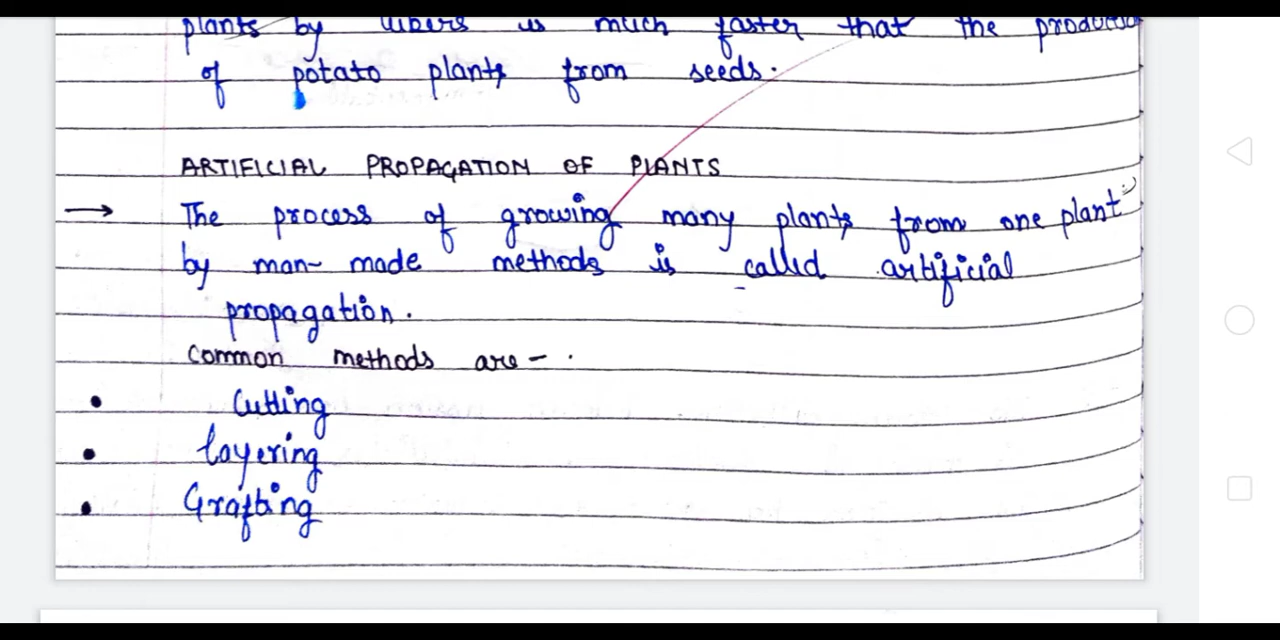 plants by tubers is much faster that the production
of potato plants from seeds.
ARTIFICIAL PROPAGATION OF PLANTS
→ The process of growing many plants from one plant
by man-made methods is called artificial
propagation.
Common methods are -
• Cutting
• Layering
• Grafting